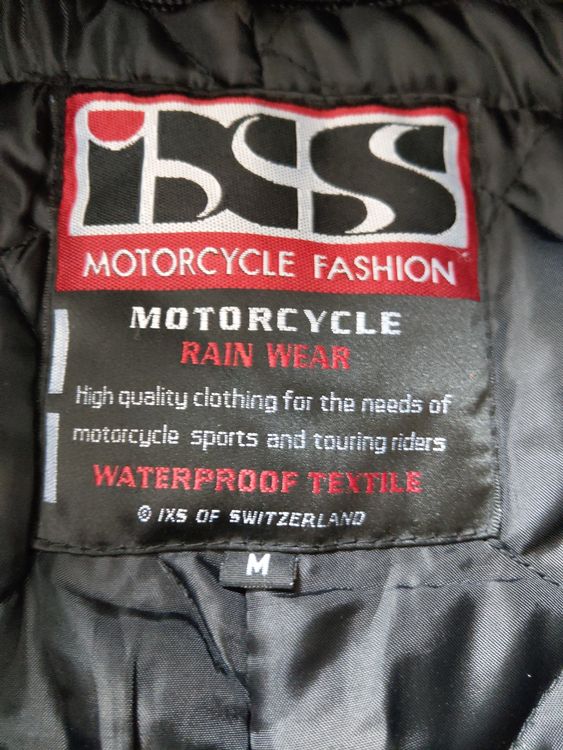 iXS
MOTORCYCLE FASHION
MOTORCYCLE
RAIN WEAR
High quality clothing for the needs of
motorcycle sports and touring riders
WATERPROOF TEXTILE
© IXS OF SWITZERLAND
M